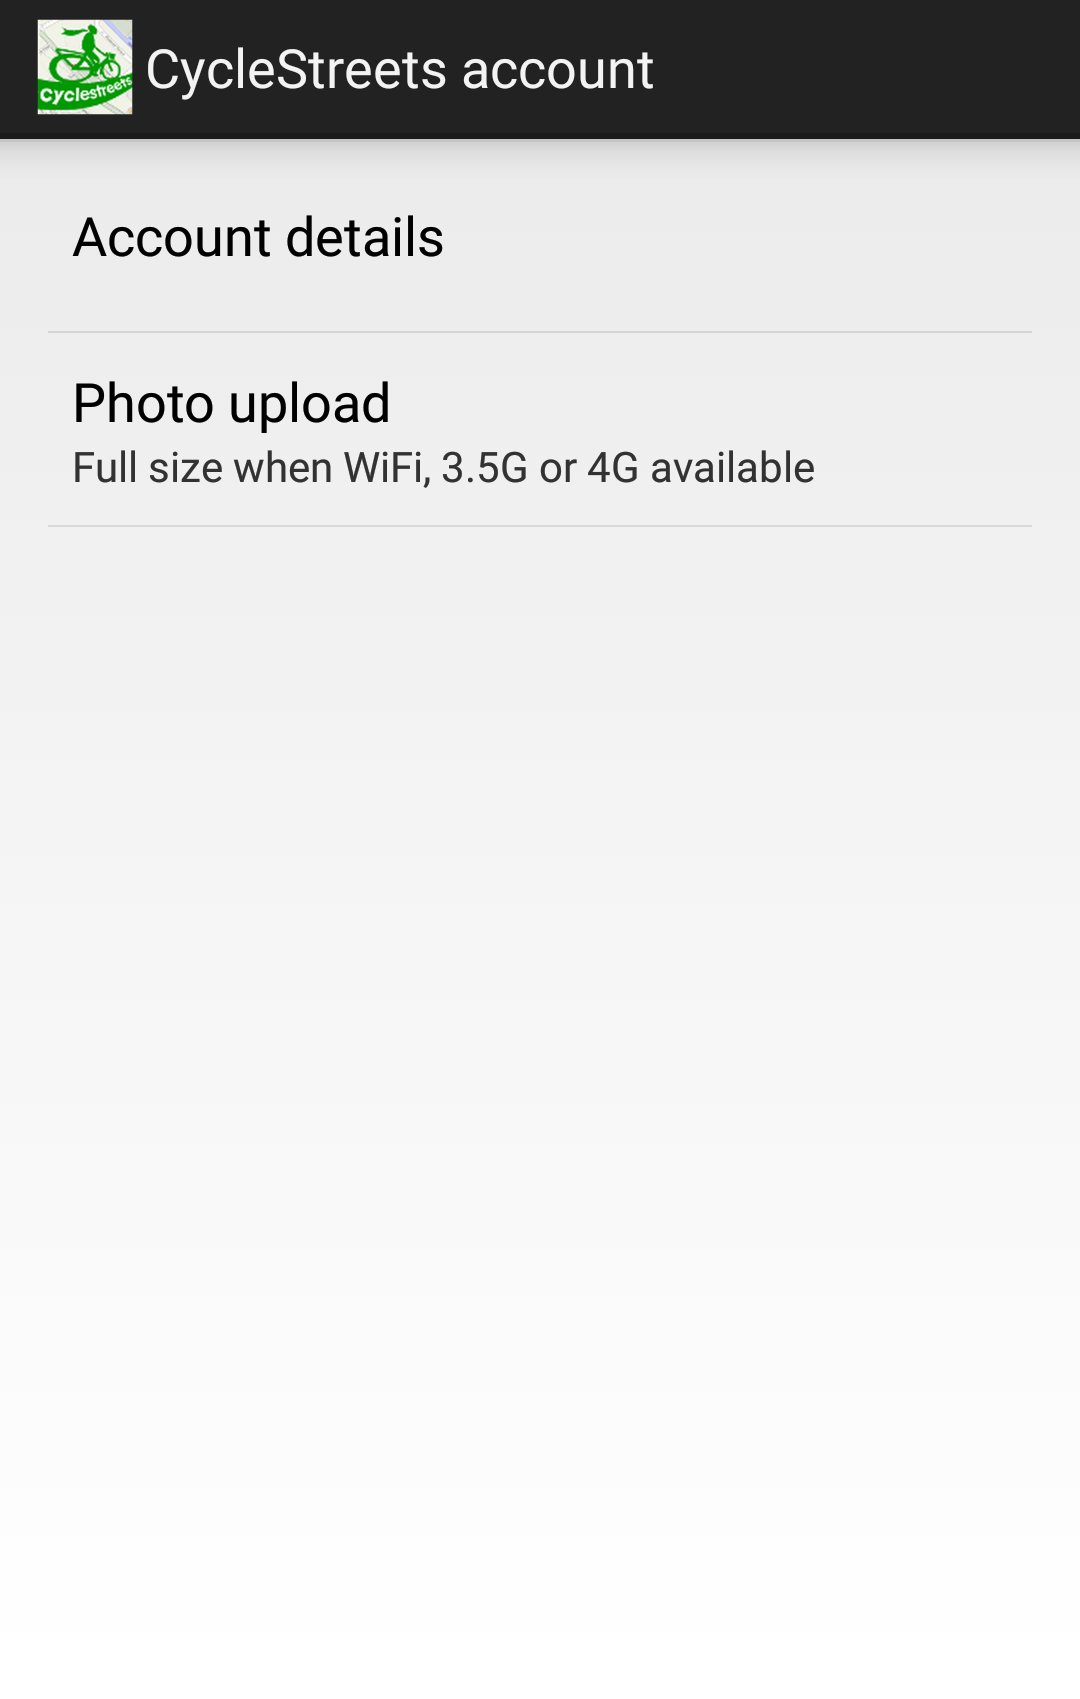 Cyclestreets
CycleStreets account
Account details
Photo upload
Full size when WiFi, 3.5G or 4G available